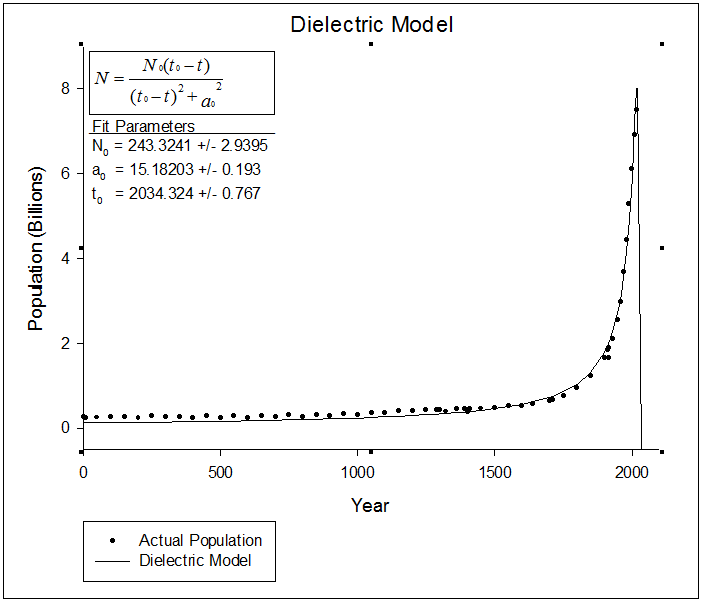 Dielectric Model
N = N₀(t₀ − t) / (t₀ − t)² + a₀²
Fit Parameters
N₀ = 243.3241 +/- 2.9395
a₀ = 15.18203 +/- 0.193
t₀ = 2034.324 +/- 0.767
Population (Billions)
8
6
4
2
0
0 500 1000 1500 2000
Year
Actual Population
Dielectric Model